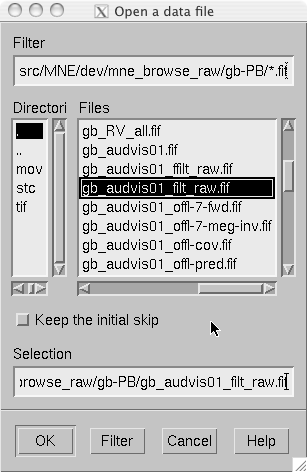 Open a data file
Filter
src/MNE/dev/mne_browse_raw/gb-PB/*.fif
Directori Files
. gb_RV_all.fif
.. gb_audvis01.fif
mov gb_audvis01_ffilt_raw.fif
stc gb_audvis01_filt_raw.fif
tif gb_audvis01_offl-7-fwd.fif
gb_audvis01_offl-7-meg-inv.fif
gb_audvis01_offl-cov.fif
gb_audvis01_offl-pred.fif
Keep the initial skip
Selection
browse_raw/gb-PB/gb_audvis01_filt_raw.fif
OK Filter Cancel Help